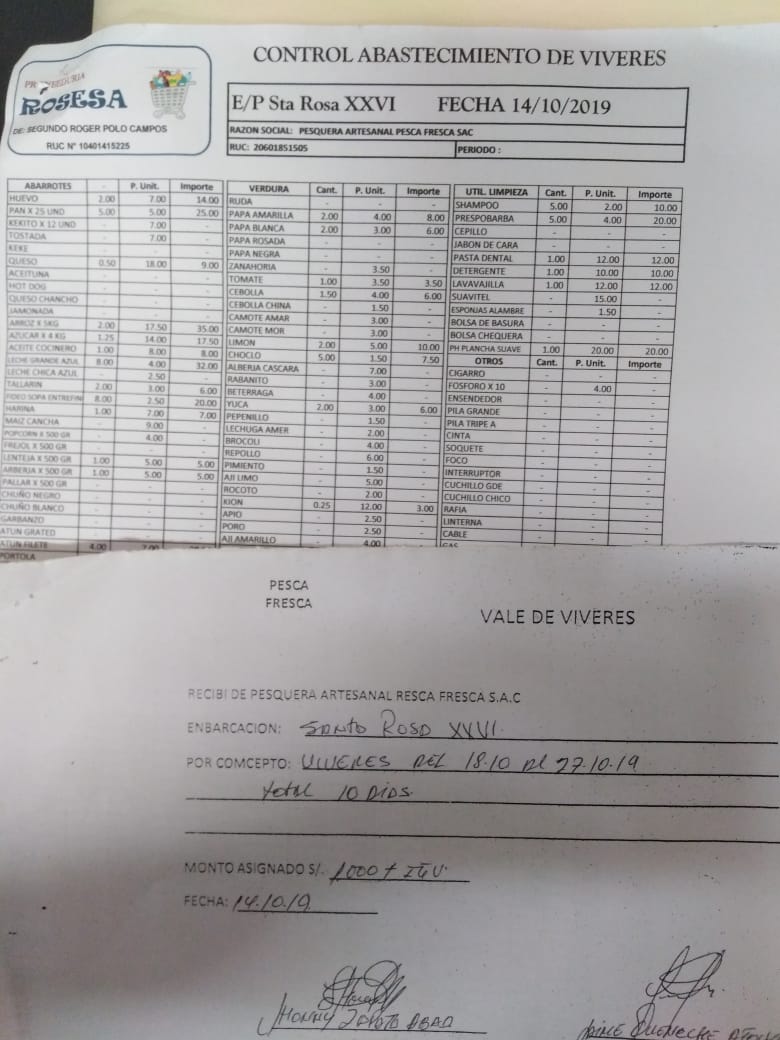 CONTROL ABASTECIMIENTO DE VIVERES
ROSESA
DE: SEGUNDO ROGER POLO CAMPOS
RUC N° 10401415225
E/P Sta Rosa XXVI FECHA 14/10/2019
RAZON SOCIAL: PESQUERA ARTESANAL PESCA FRESCA SAC
RUC: 20601851505 PERIODO :
ABARROTES - P. Unit. Importe
HUEVO 2.00 7.00 14.00
PAN X 25 UND 5.00 5.00 25.00
KEKITO X 12 UND - 7.00 -
TOSTADA - 7.00 -
KEKE - - -
QUESO 0.50 18.00 9.00
ACEITUNA - - -
HOT DOG - - -
QUESO CHANCHO - - -
JAMONADA - - -
ARROZ X 5KG 2.00 17.50 35.00
AZUCAR X 4 KG 1.25 14.00 17.50
ACEITE COCINERO 1.00 8.00 8.00
LECHE GRANDE AZUL 8.00 4.00 32.00
LECHE CHICA AZUL - 2.50 -
TALLARIN 2.00 3.00 6.00
FIDEO SOPA ENTREFIN 8.00 2.50 20.00
HARINA 1.00 7.00 7.00
MAIZ CANCHA - 9.00 -
POPCORN X 500 GR - 4.00 -
FREJOL X 500 GR - - -
LENTEJA X 500 GR 1.00 5.00 5.00
ARBERJA X 500 GR 1.00 5.00 5.00
PALLAR X 500 GR - - -
CHUÑO NEGRO - - -
CHUÑO BLANCO - - -
GARBANZO - - -
ATUN GRATED - - -
ATUN FILETE 4.00 7.00
PORTOLA
VERDURA Cant. P. Unit. Importe
RUDA - - -
PAPA AMARILLA 2.00 4.00 8.00
PAPA BLANCA 2.00 3.00 6.00
PAPA ROSADA - - -
PAPA NEGRA - - -
ZANAHORIA - 3.50 -
TOMATE 1.00 3.50 3.50
CEBOLLA 1.50 4.00 6.00
CEBOLLA CHINA - 1.50 -
CAMOTE AMAR - 3.00 -
CAMOTE MOR - 3.00 -
LIMON 2.00 5.00 10.00
CHOCLO 5.00 1.50 7.50
ALBERJA CASCARA - 7.00 -
RABANITO - 3.00 -
BETERRAGA - 4.00 -
YUCA 2.00 3.00 6.00
PEPENILLO - 1.50 -
LECHUGA AMER - 2.00 -
BROCOLI - 4.00 -
REPOLLO - 6.00 -
PIMIENTO - 1.50 -
AJI LIMO - 5.00 -
ROCOTO - 2.00 -
KION 0.25 12.00 3.00
APIO - 2.50 -
PORO - 2.50 -
AJI AMARILLO - 4.00 -
UTIL. LIMPIEZA Cant. P. Unit. Importe
SHAMPOO 5.00 2.00 10.00
PRESPOBARBA 5.00 4.00 20.00
CEPILLO - - -
JABON DE CARA - - -
PASTA DENTAL 1.00 12.00 12.00
DETERGENTE 1.00 10.00 10.00
LAVAVAJILLA 1.00 12.00 12.00
SUAVITEL - 15.00 -
ESPONJAS ALAMBRE - 1.50 -
BOLSA DE BASURA - - -
BOLSA CHEQUERA - - -
PH PLANCHA SUAVE 1.00 20.00 20.00
OTROS Cant. P. Unit. Importe
CIGARRO - - -
FOSFORO X 10 - 4.00 -
ENSENDEDOR - - -
PILA GRANDE - - -
PILA TRIPE A - - -
CINTA - - -
SOQUETE - - -
FOCO - - -
INTERRUPTOR - - -
CUCHILLO GDE - - -
CUCHILLO CHICO - - -
RAFIA - - -
LINTERNA - - -
CABLE - - -
GAS
PESCA
FRESCA
VALE DE VIVERES
RECIBI DE PESQUERA ARTESANAL RESCA FRESCA S.A.C
ENBARCACION: SANTO ROSA XXVI
POR COMCEPTO: VIVERES DEL 18.10 Al 27.10.19
Total 10 DIAS.
MONTO ASIGNADO S/. 1000 + IGV.
FECHA: 14.10.19
JHONNY ABAD